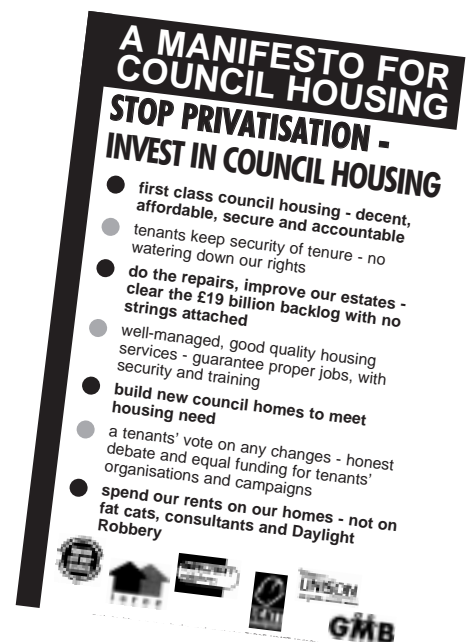 A MANIFESTO FOR
COUNCIL HOUSING
STOP PRIVATISATION -
INVEST IN COUNCIL HOUSING
first class council housing - decent,
affordable, secure and accountable
tenants keep security of tenure - no
watering down our rights
do the repairs, improve our estates -
clear the £19 billion backlog with no
strings attached
well-managed, good quality housing
services - guarantee proper jobs, with
security and training
build new council homes to meet
housing need
a tenants' vote on any changes - honest
debate and equal funding for tenants'
organisations and campaigns
spend our rents on our homes - not on
fat cats, consultants and Daylight
Robbery
UNISON
GMB